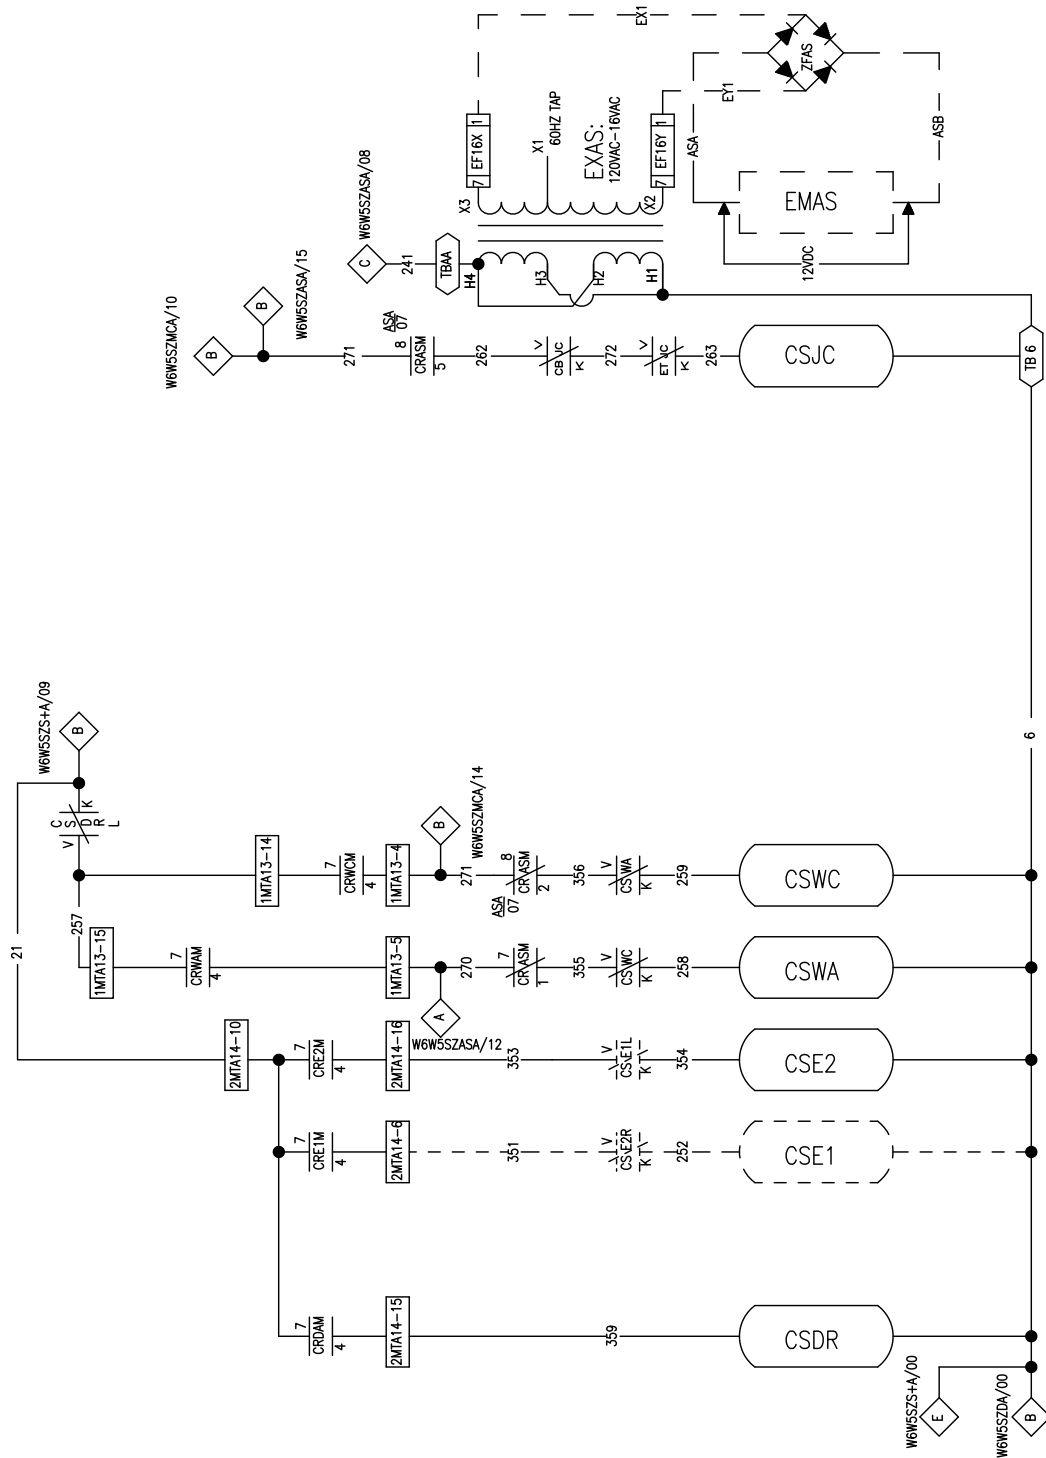 EX1
ZFAS
EY1
ASA
ASB
1 EF16X 7
X1
60HZ TAP
EXAS:
120VAC-16VAC
1 EF16Y 7
X3
X2
EMAS
12VDC
C
W6W5SZASA/08
241
TBAA
H4
H3
H2
H1
W6W5SZMCA/10
B
B
W6W5SZASA/15
271
ASA
07
8
CRASM
5
262
V
CBJC
K
272
V
ETJC
K
263
CSJC
TB 6
6
W6W5SZS+A/09
B
C
S
D
R
L
V
K
21
257
1MTA13-14
7
CRWCM
4
1MTA13-4
B
W6W5SZMCA/14
271
ASA
07
8
CRASM
2
356
V
CSWA
K
259
CSWC
1MTA13-15
7
CRWAM
4
1MTA13-5
A
W6W5SZASA/12
270
7
CRASM
1
355
V
CSWC
K
258
CSWA
2MTA14-10
7
CRE2M
4
2MTA14-16
353
V
CSE1L
K
354
CSE2
7
CRE1M
4
2MTA14-6
351
V
CSE2R
K
252
CSE1
7
CRDAM
4
2MTA14-15
359
CSDR
W6W5SZS+A/00
E
W6W5SZDA/00
B